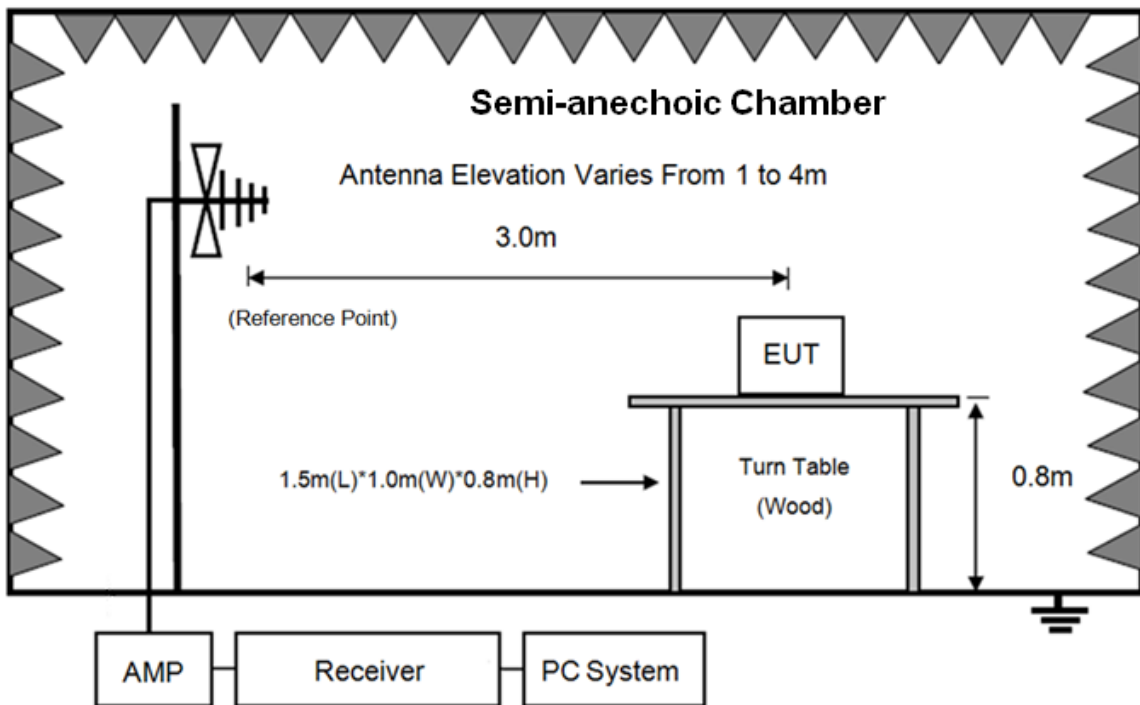 Semi-anechoic Chamber
Antenna Elevation Varies From 1 to 4m
3.0m
(Reference Point)
EUT
1.5m(L)*1.0m(W)*0.8m(H)
Turn Table
(Wood)
0.8m
AMP
Receiver
PC System